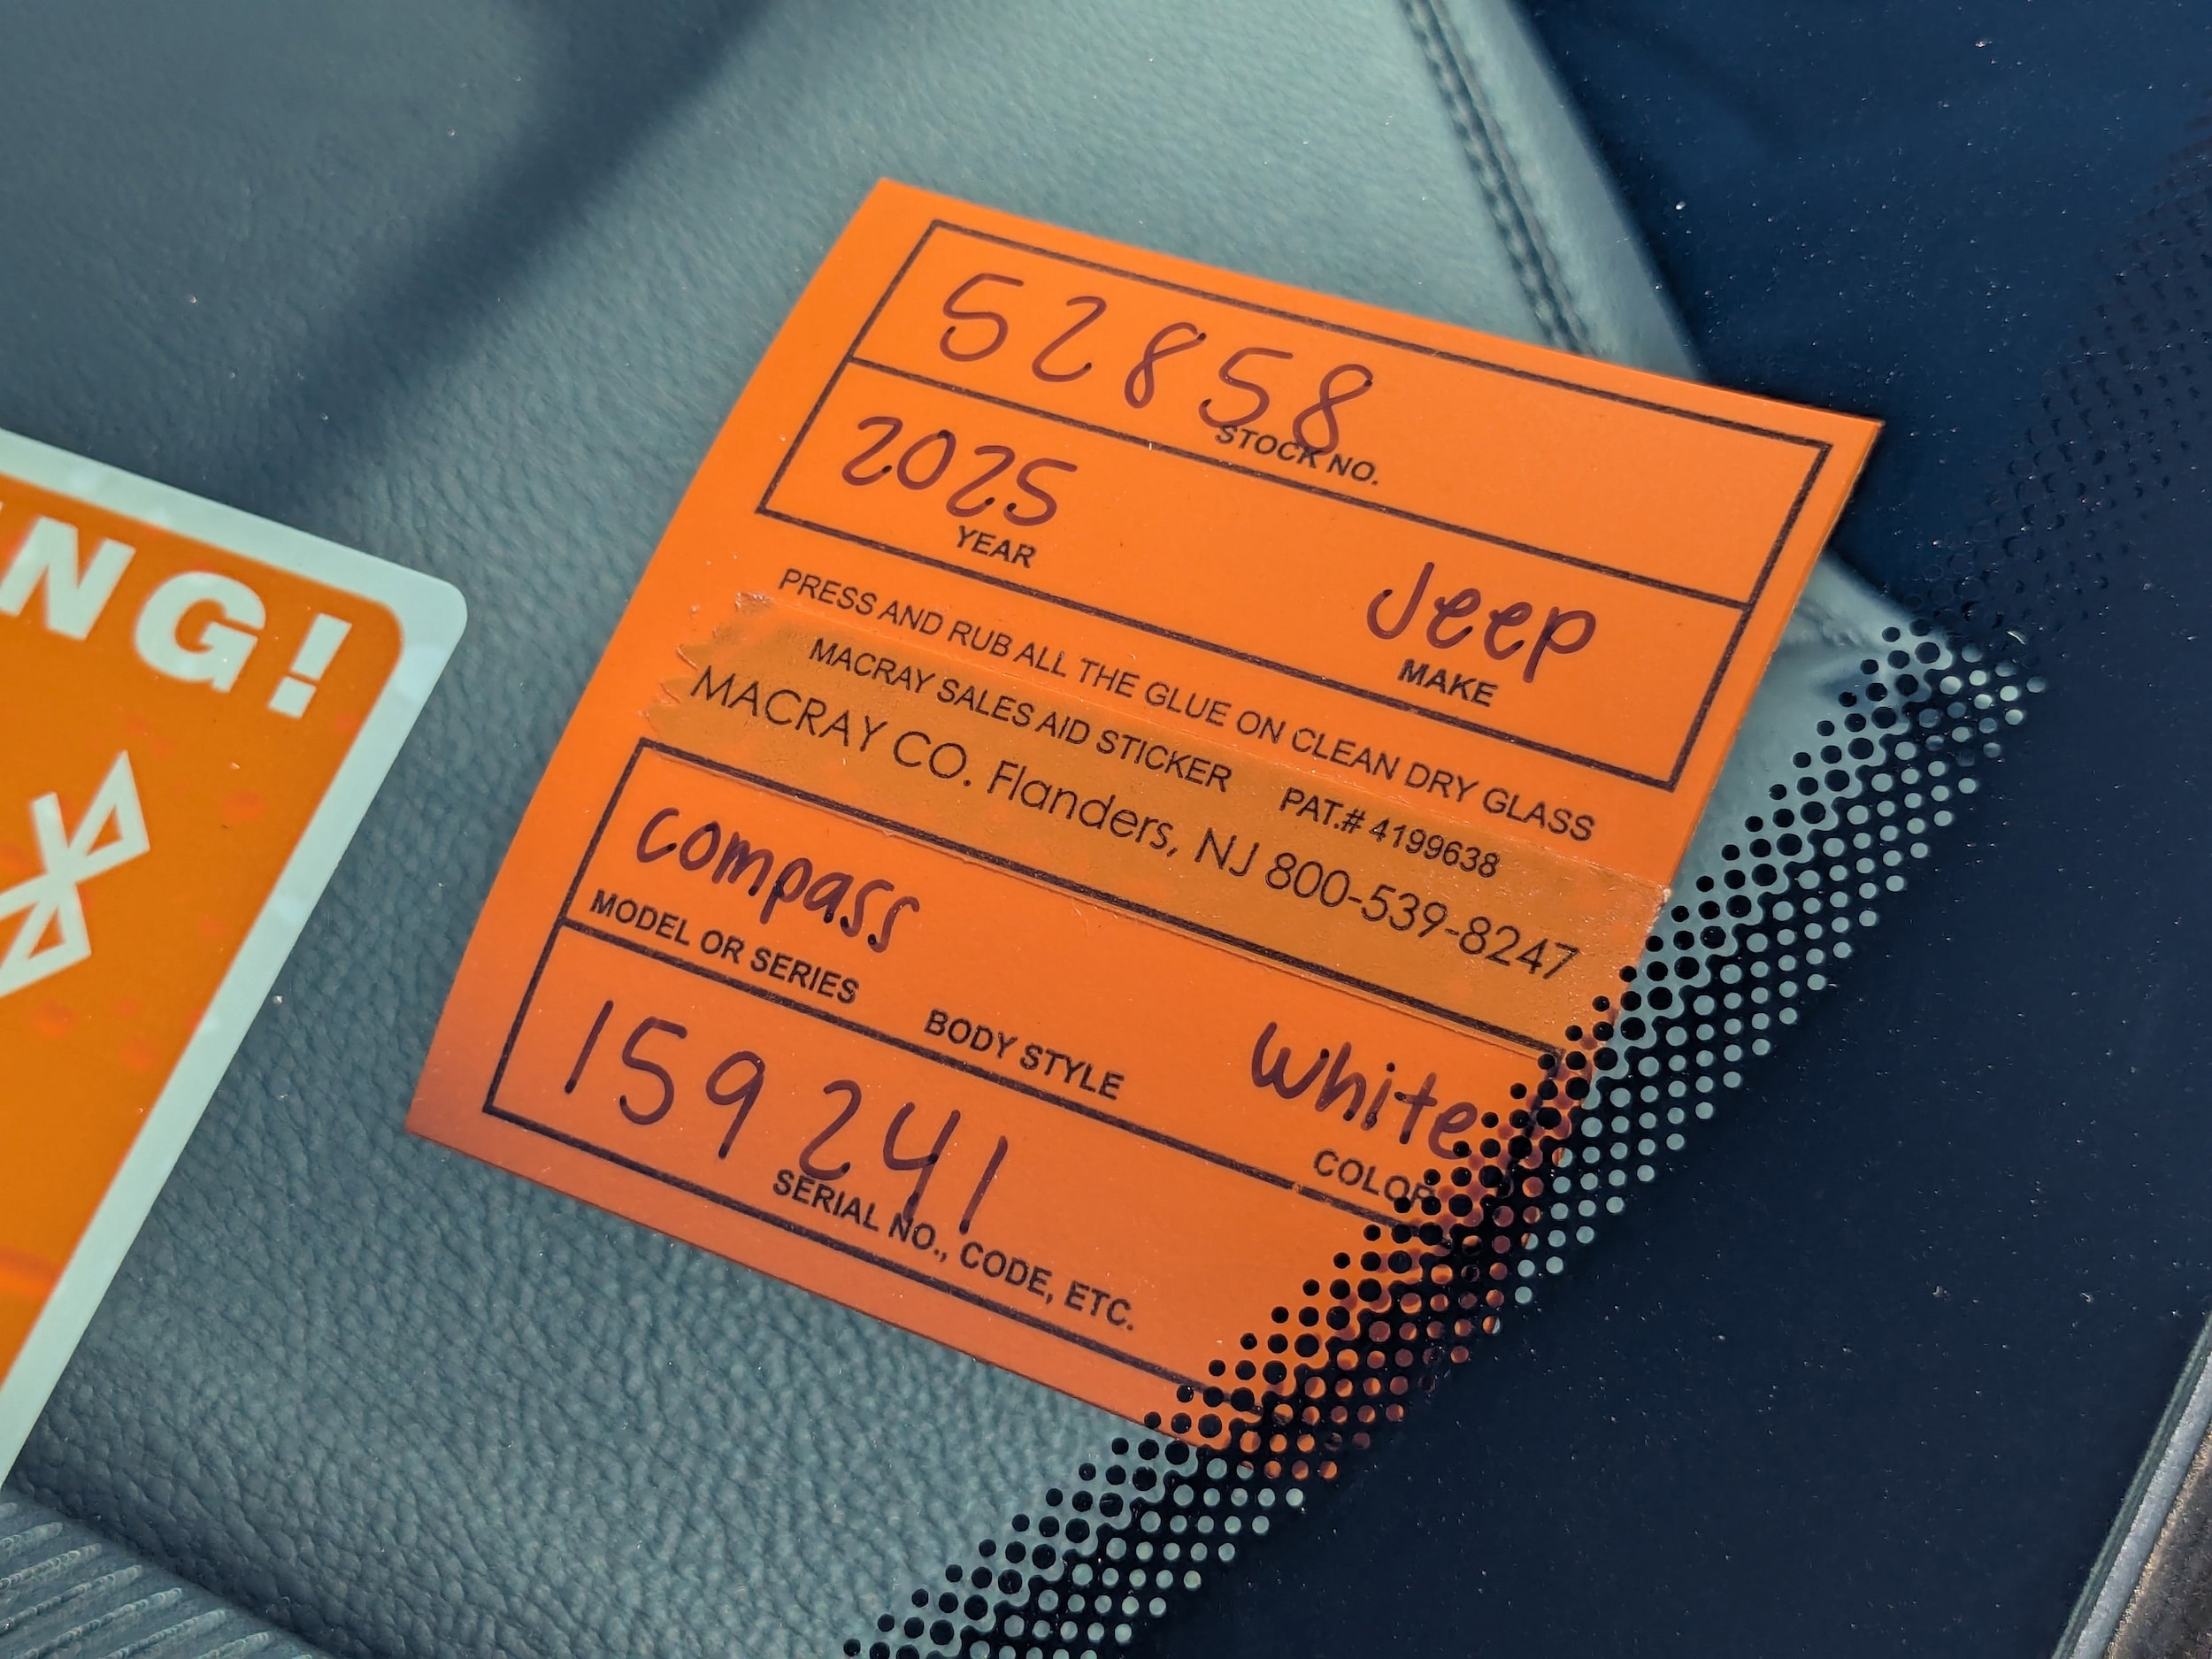 52858
STOCK NO.
2025 Jeep
YEAR MAKE
PRESS AND RUB ALL THE GLUE ON CLEAN DRY GLASS
MACRAY SALES AID STICKER PAT.# 4199638
MACRAY CO. Flanders, NJ 800-539-8247
compass white
MODEL OR SERIES BODY STYLE COLOR
159241
SERIAL NO., CODE, ETC.
NG!